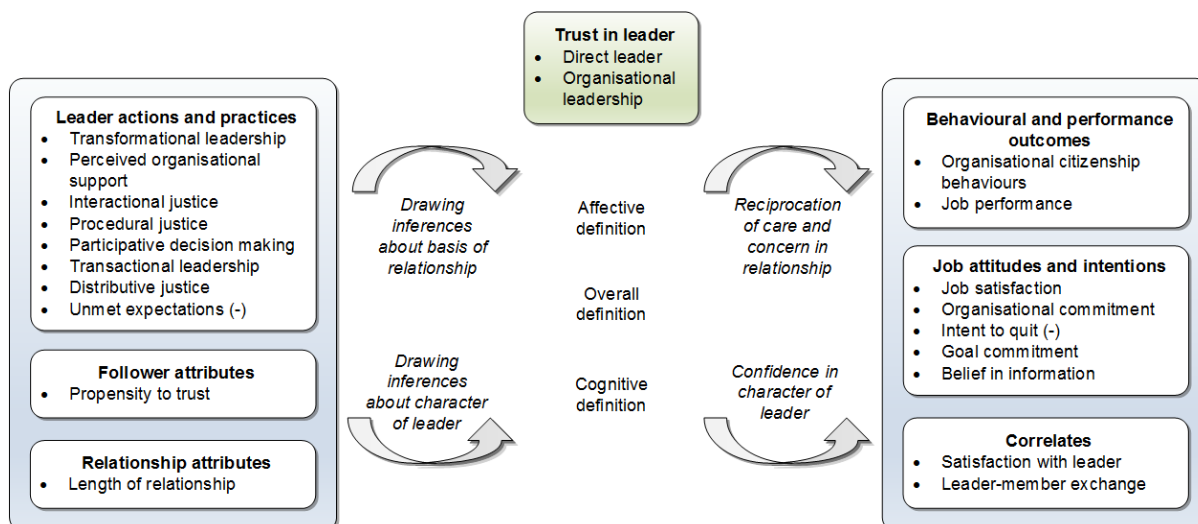 Trust in leader
• Direct leader
• Organisational
leadership
Leader actions and practices
• Transformational leadership
• Perceived organisational
support
• Interactional justice
• Procedural justice
• Participative decision making
• Transactional leadership
• Distributive justice
• Unmet expectations (-)
Follower attributes
• Propensity to trust
Relationship attributes
• Length of relationship
Drawing
inferences
about basis of
relationship
Drawing
inferences
about character
of leader
Affective
definition
Overall
definition
Cognitive
definition
Reciprocation
of care and
concern in
relationship
Confidence in
character of
leader
Behavioural and performance
outcomes
• Organisational citizenship
behaviours
• Job performance
Job attitudes and intentions
• Job satisfaction
• Organisational commitment
• Intent to quit (-)
• Goal commitment
• Belief in information
Correlates
• Satisfaction with leader
• Leader-member exchange